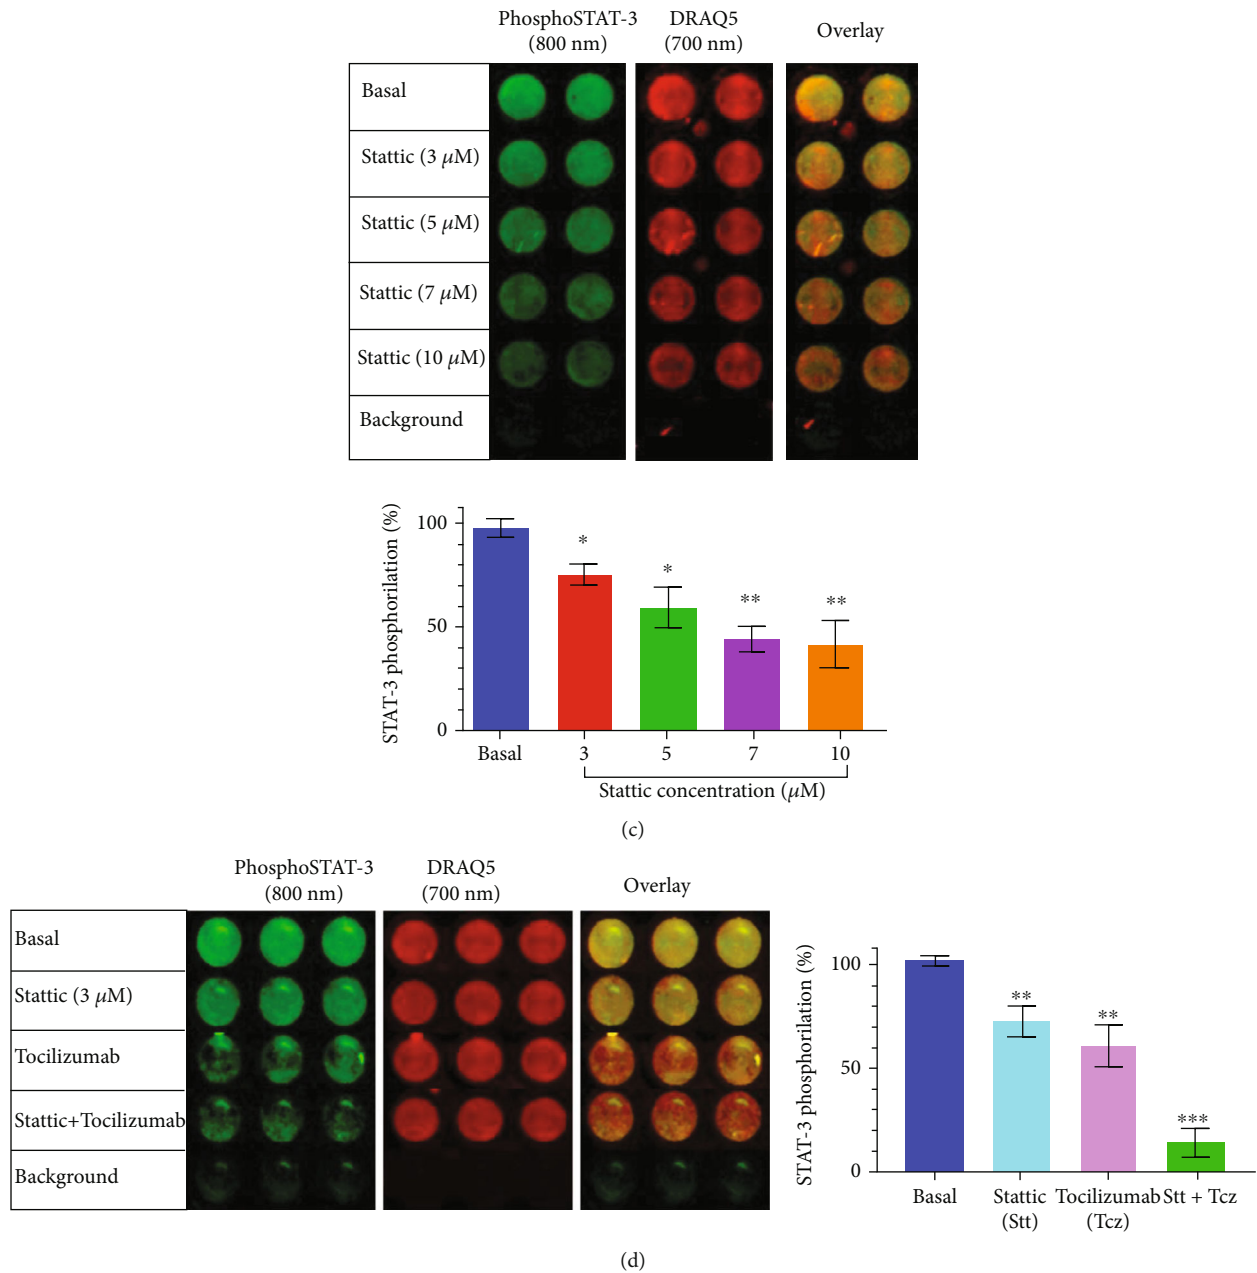 PhosphoSTAT-3 DRAQ5 Overlay
(800 nm) (700 nm)
Basal
Stattic (3 μM)
Stattic (5 μM)
Stattic (7 μM)
Stattic (10 μM)
Background
STAT-3 phosphorilation (%)
100
50
0
* * ** **
Basal 3 5 7 10
Stattic concentration (μM)
(c)
PhosphoSTAT-3 DRAQ5 Overlay
(800 nm) (700 nm)
Basal
Stattic (3 μM)
Tocilizumab
Stattic+Tocilizumab
Background
STAT-3 phosphorilation (%)
100
50
0
** ** ***
Basal Stattic Tocilizumab Stt + Tcz
(Stt) (Tcz)
(d)